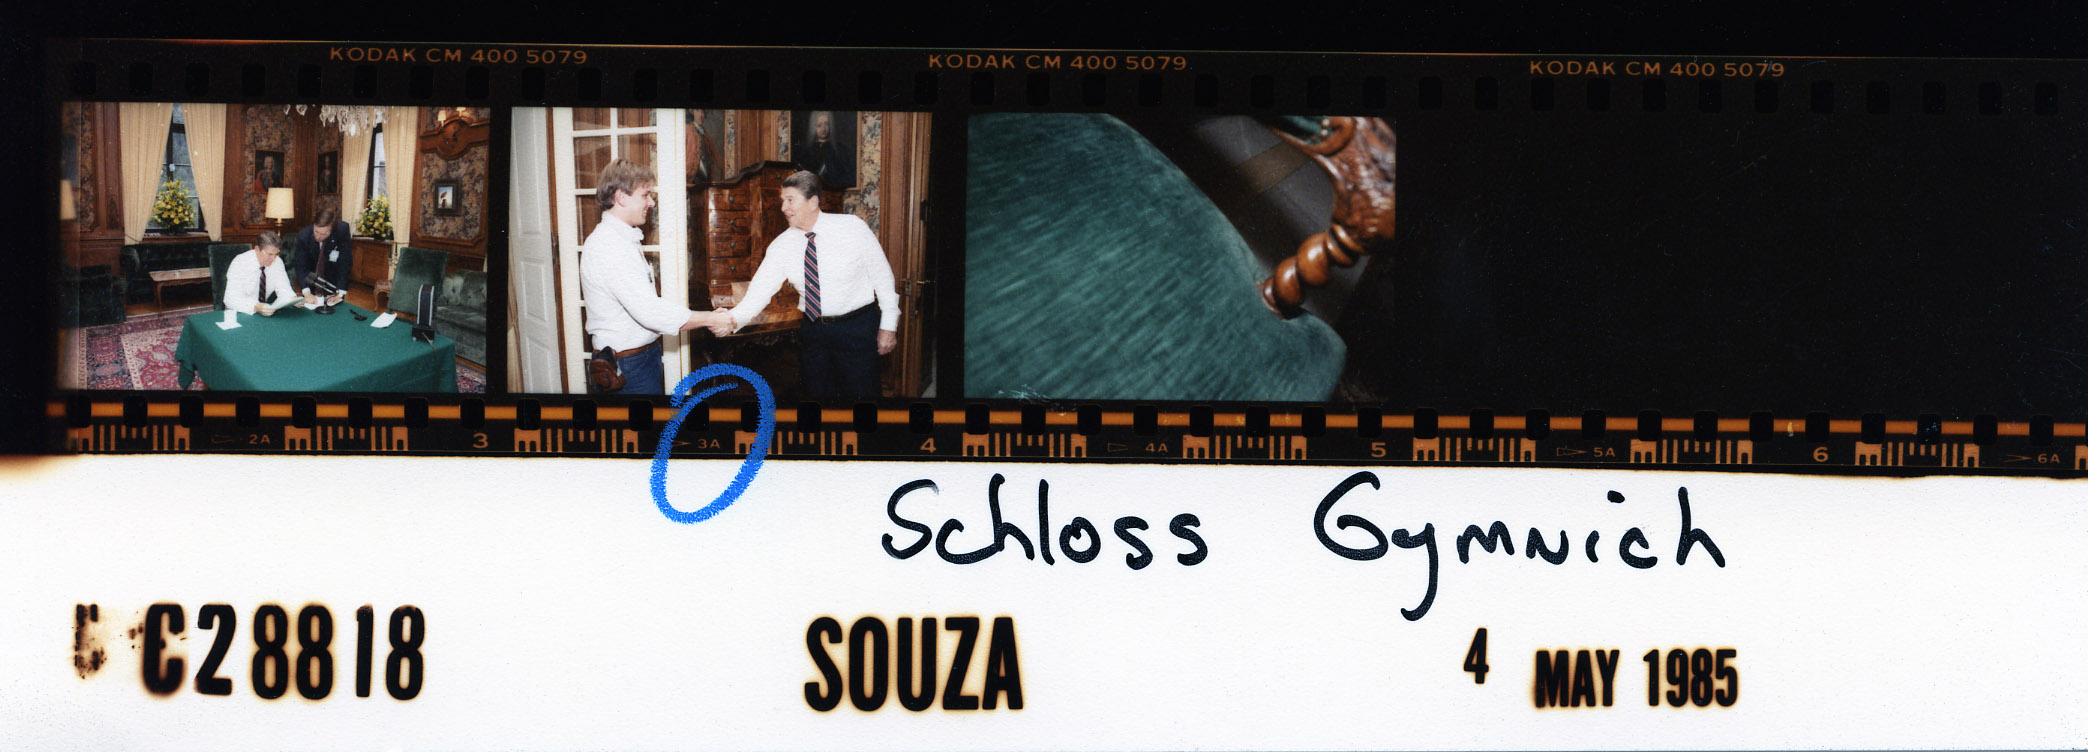 KODAK CM 400 5079 KODAK CM 400 5079 KODAK CM 400 5079
2A 3 3A 4 4A 5 5A 6 6A
Schloss Gymnich
C28818 SOUZA 4 MAY 1985